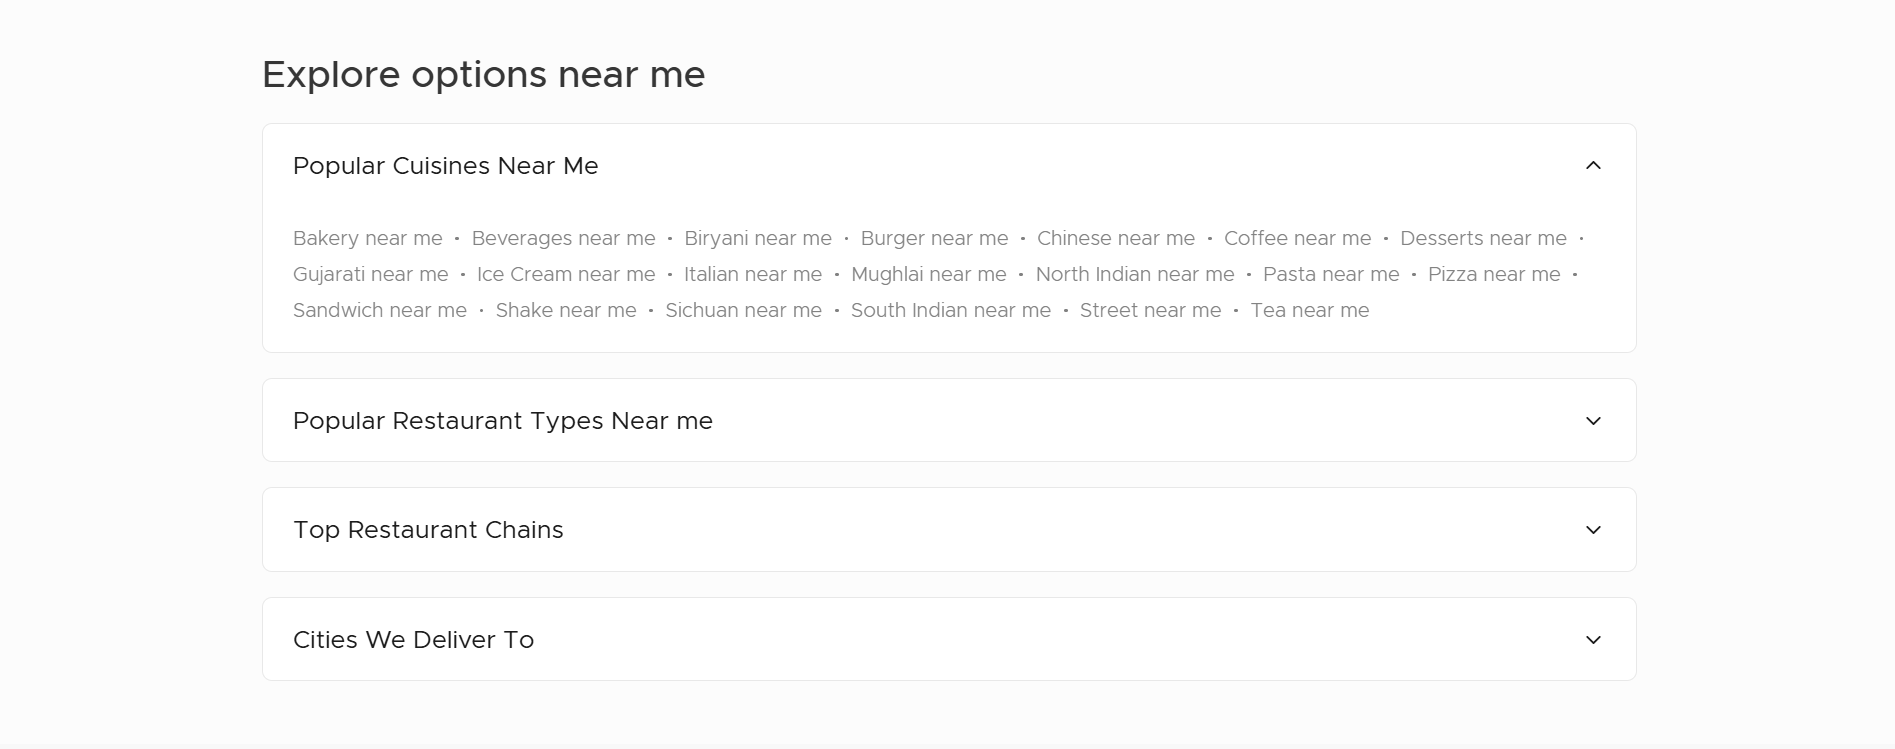 Explore options near me
Popular Cuisines Near Me
Bakery near me • Beverages near me • Biryani near me • Burger near me • Chinese near me • Coffee near me • Desserts near me •
Gujarati near me • Ice Cream near me • Italian near me • Mughlai near me • North Indian near me • Pasta near me • Pizza near me •
Sandwich near me • Shake near me • Sichuan near me • South Indian near me • Street near me • Tea near me
Popular Restaurant Types Near me
Top Restaurant Chains
Cities We Deliver To